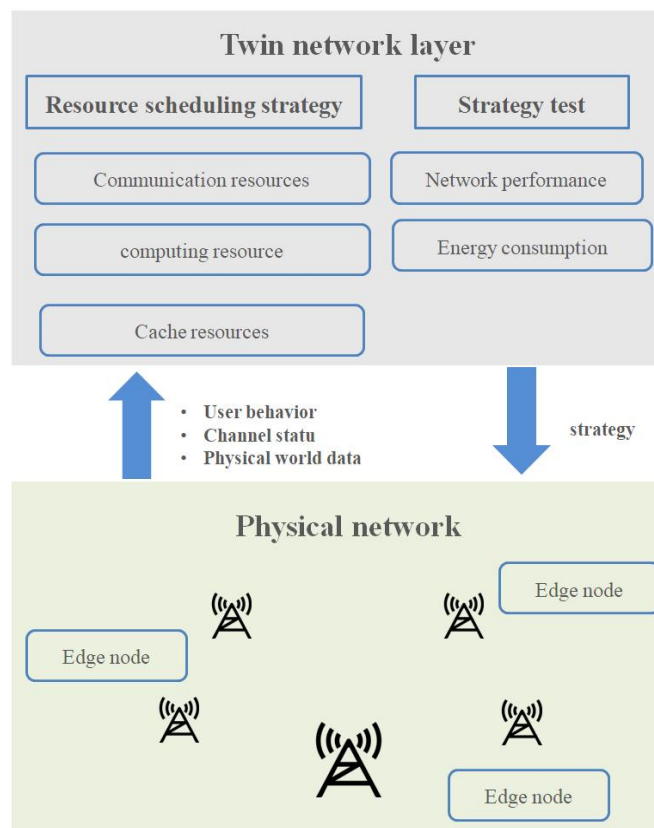 Twin network layer
Resource scheduling strategy
Strategy test
Communication resources
Network performance
computing resource
Energy consumption
Cache resources
• User behavior
• Channel statu
• Physical world data
strategy
Physical network
Edge node
Edge node
Edge node